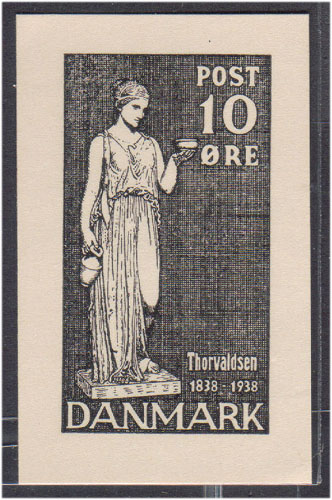 POST
10
ØRE
Thorvaldsen
1838-1938
DANMARK